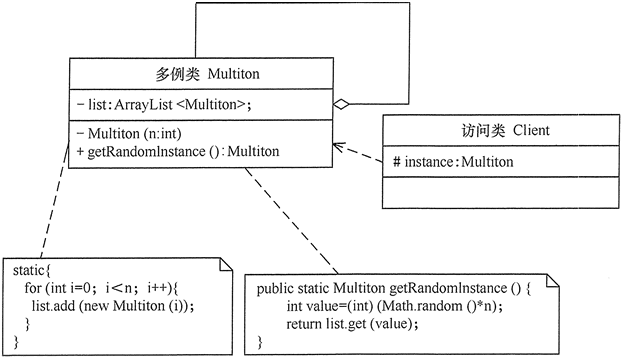 多例类 Multiton
- list:ArrayList <Multiton>;
- Multiton (n:int)
+ getRandomlnstance ():Multiton
访问类 Client
# instance:Multiton
static{
for (int i=0; i<n; i++){
list.add (new Multiton (i));
}
}
public static Multiton getRandomInstance () {
int value=(int) (Math.random ()*n);
return list.get (value);
}